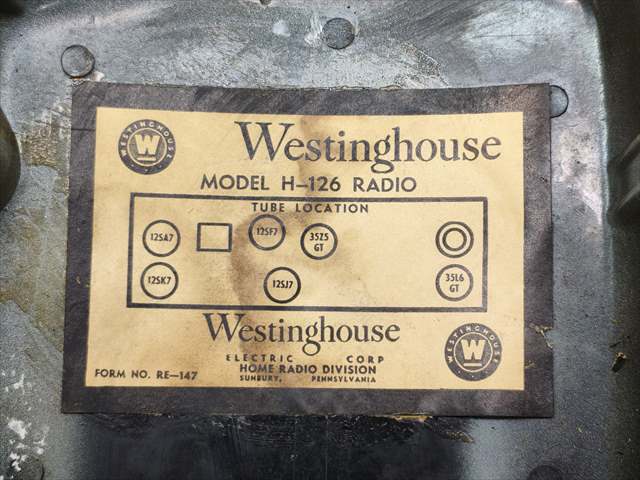 WESTINGHOUSE
W
Westinghouse
MODEL H-126 RADIO
TUBE LOCATION
12SA7
12SF7
35Z5
GT
12SK7
12SJ7
35L6
GT
Westinghouse
ELECTRIC CORP
HOME RADIO DIVISION
SUNBURY, PENNSYLVANIA
FORM NO. RE-147
WESTINGHOUSE
W